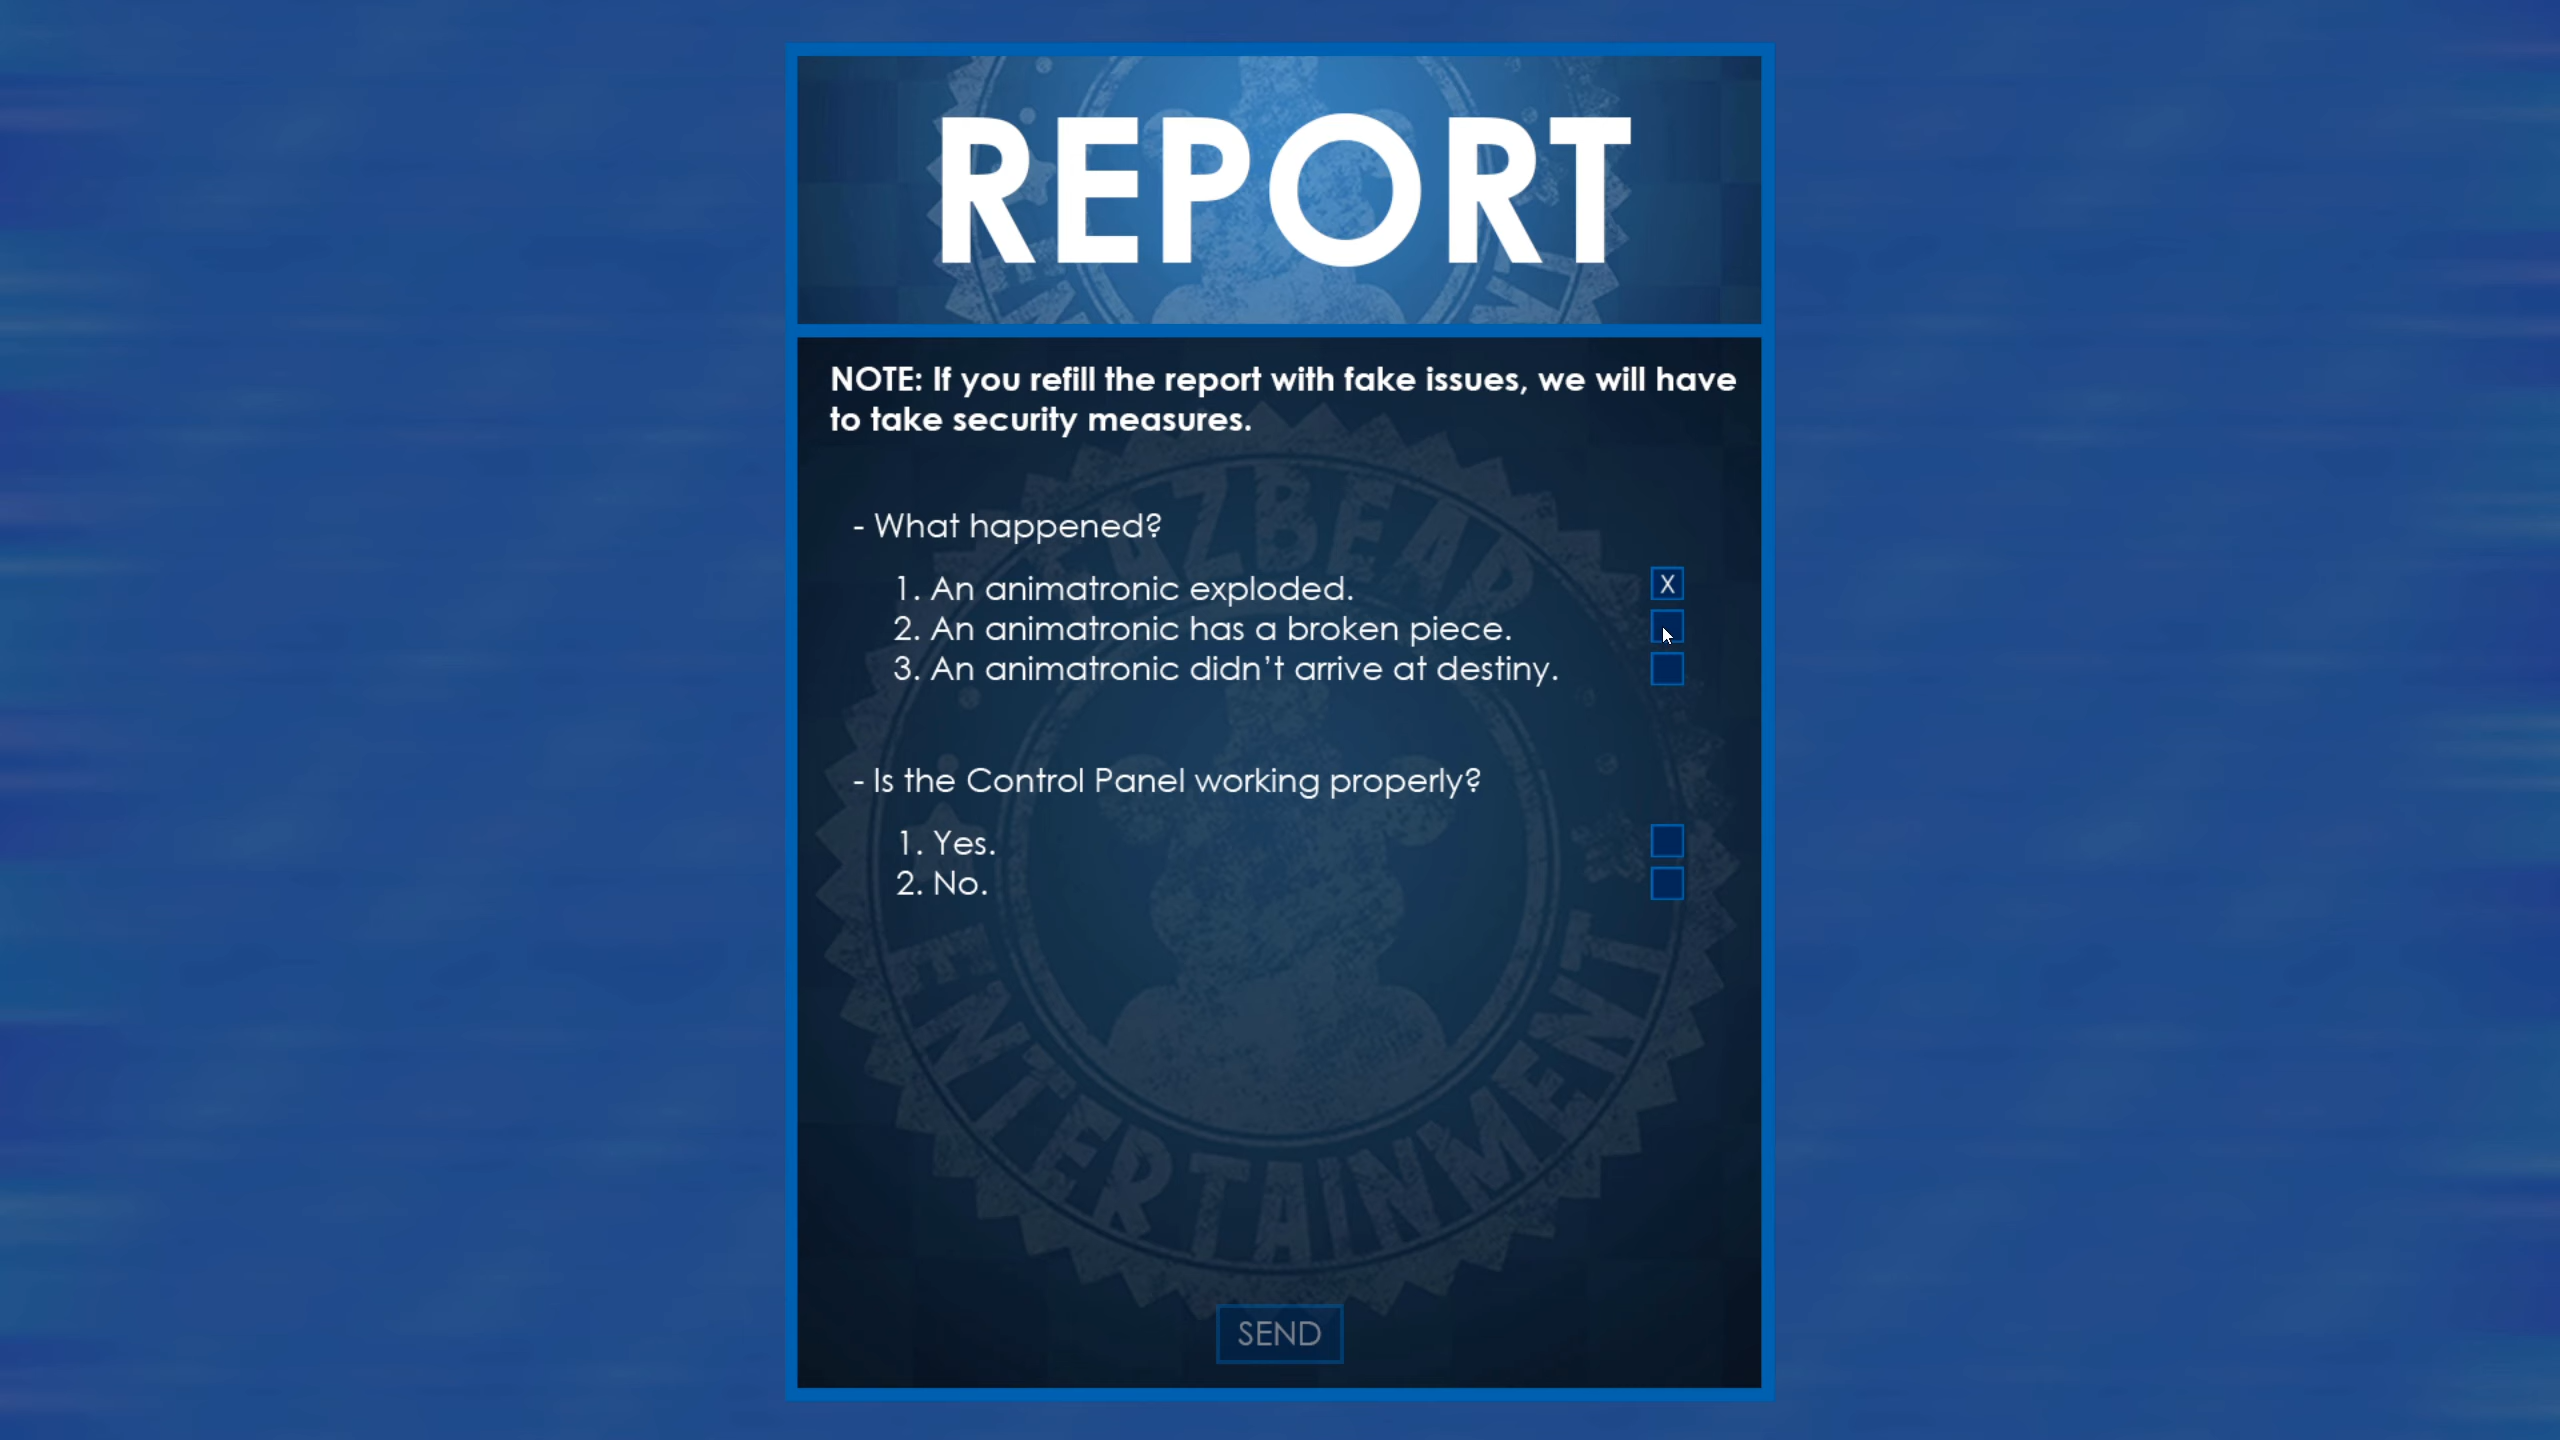 REPORT
NOTE: If you refill the report with fake issues, we will have
to take security measures.
- What happened?
1. An animatronic exploded.
X
2. An animatronic has a broken piece.
3. An animatronic didn't arrive at destiny.
- Is the Control Panel working properly?
1. Yes.
2. No.
FAZBEAR
ENTERTAINMENT
SEND